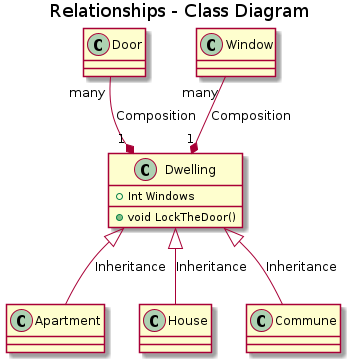 Relationships - Class Diagram
C Door
C Window
many
many
Composition
Composition
1
1
C Dwelling
Int Windows
void LockTheDoor()
Inheritance
Inheritance
Inheritance
C Apartment
C House
C Commune